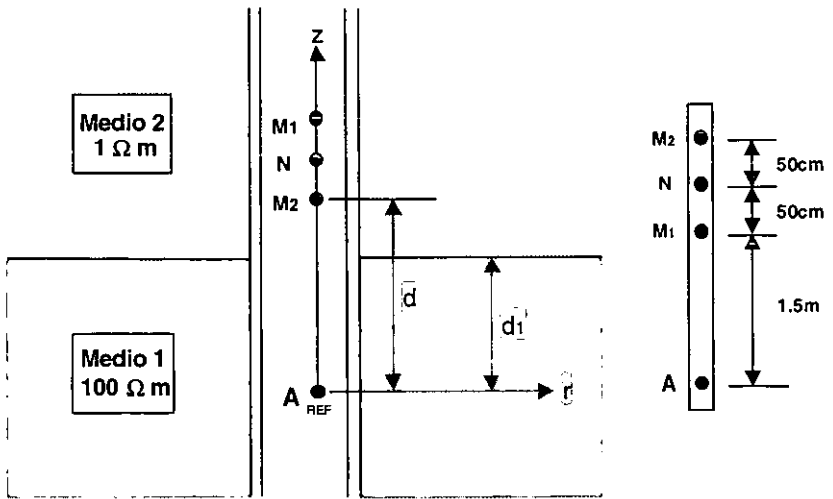 Z
Medio 2
1 Ω m
M1
N
M2
d
d1
Medio 1
100 Ω m
A
REF
r
M2
50cm
N
50cm
M1
1.5m
A